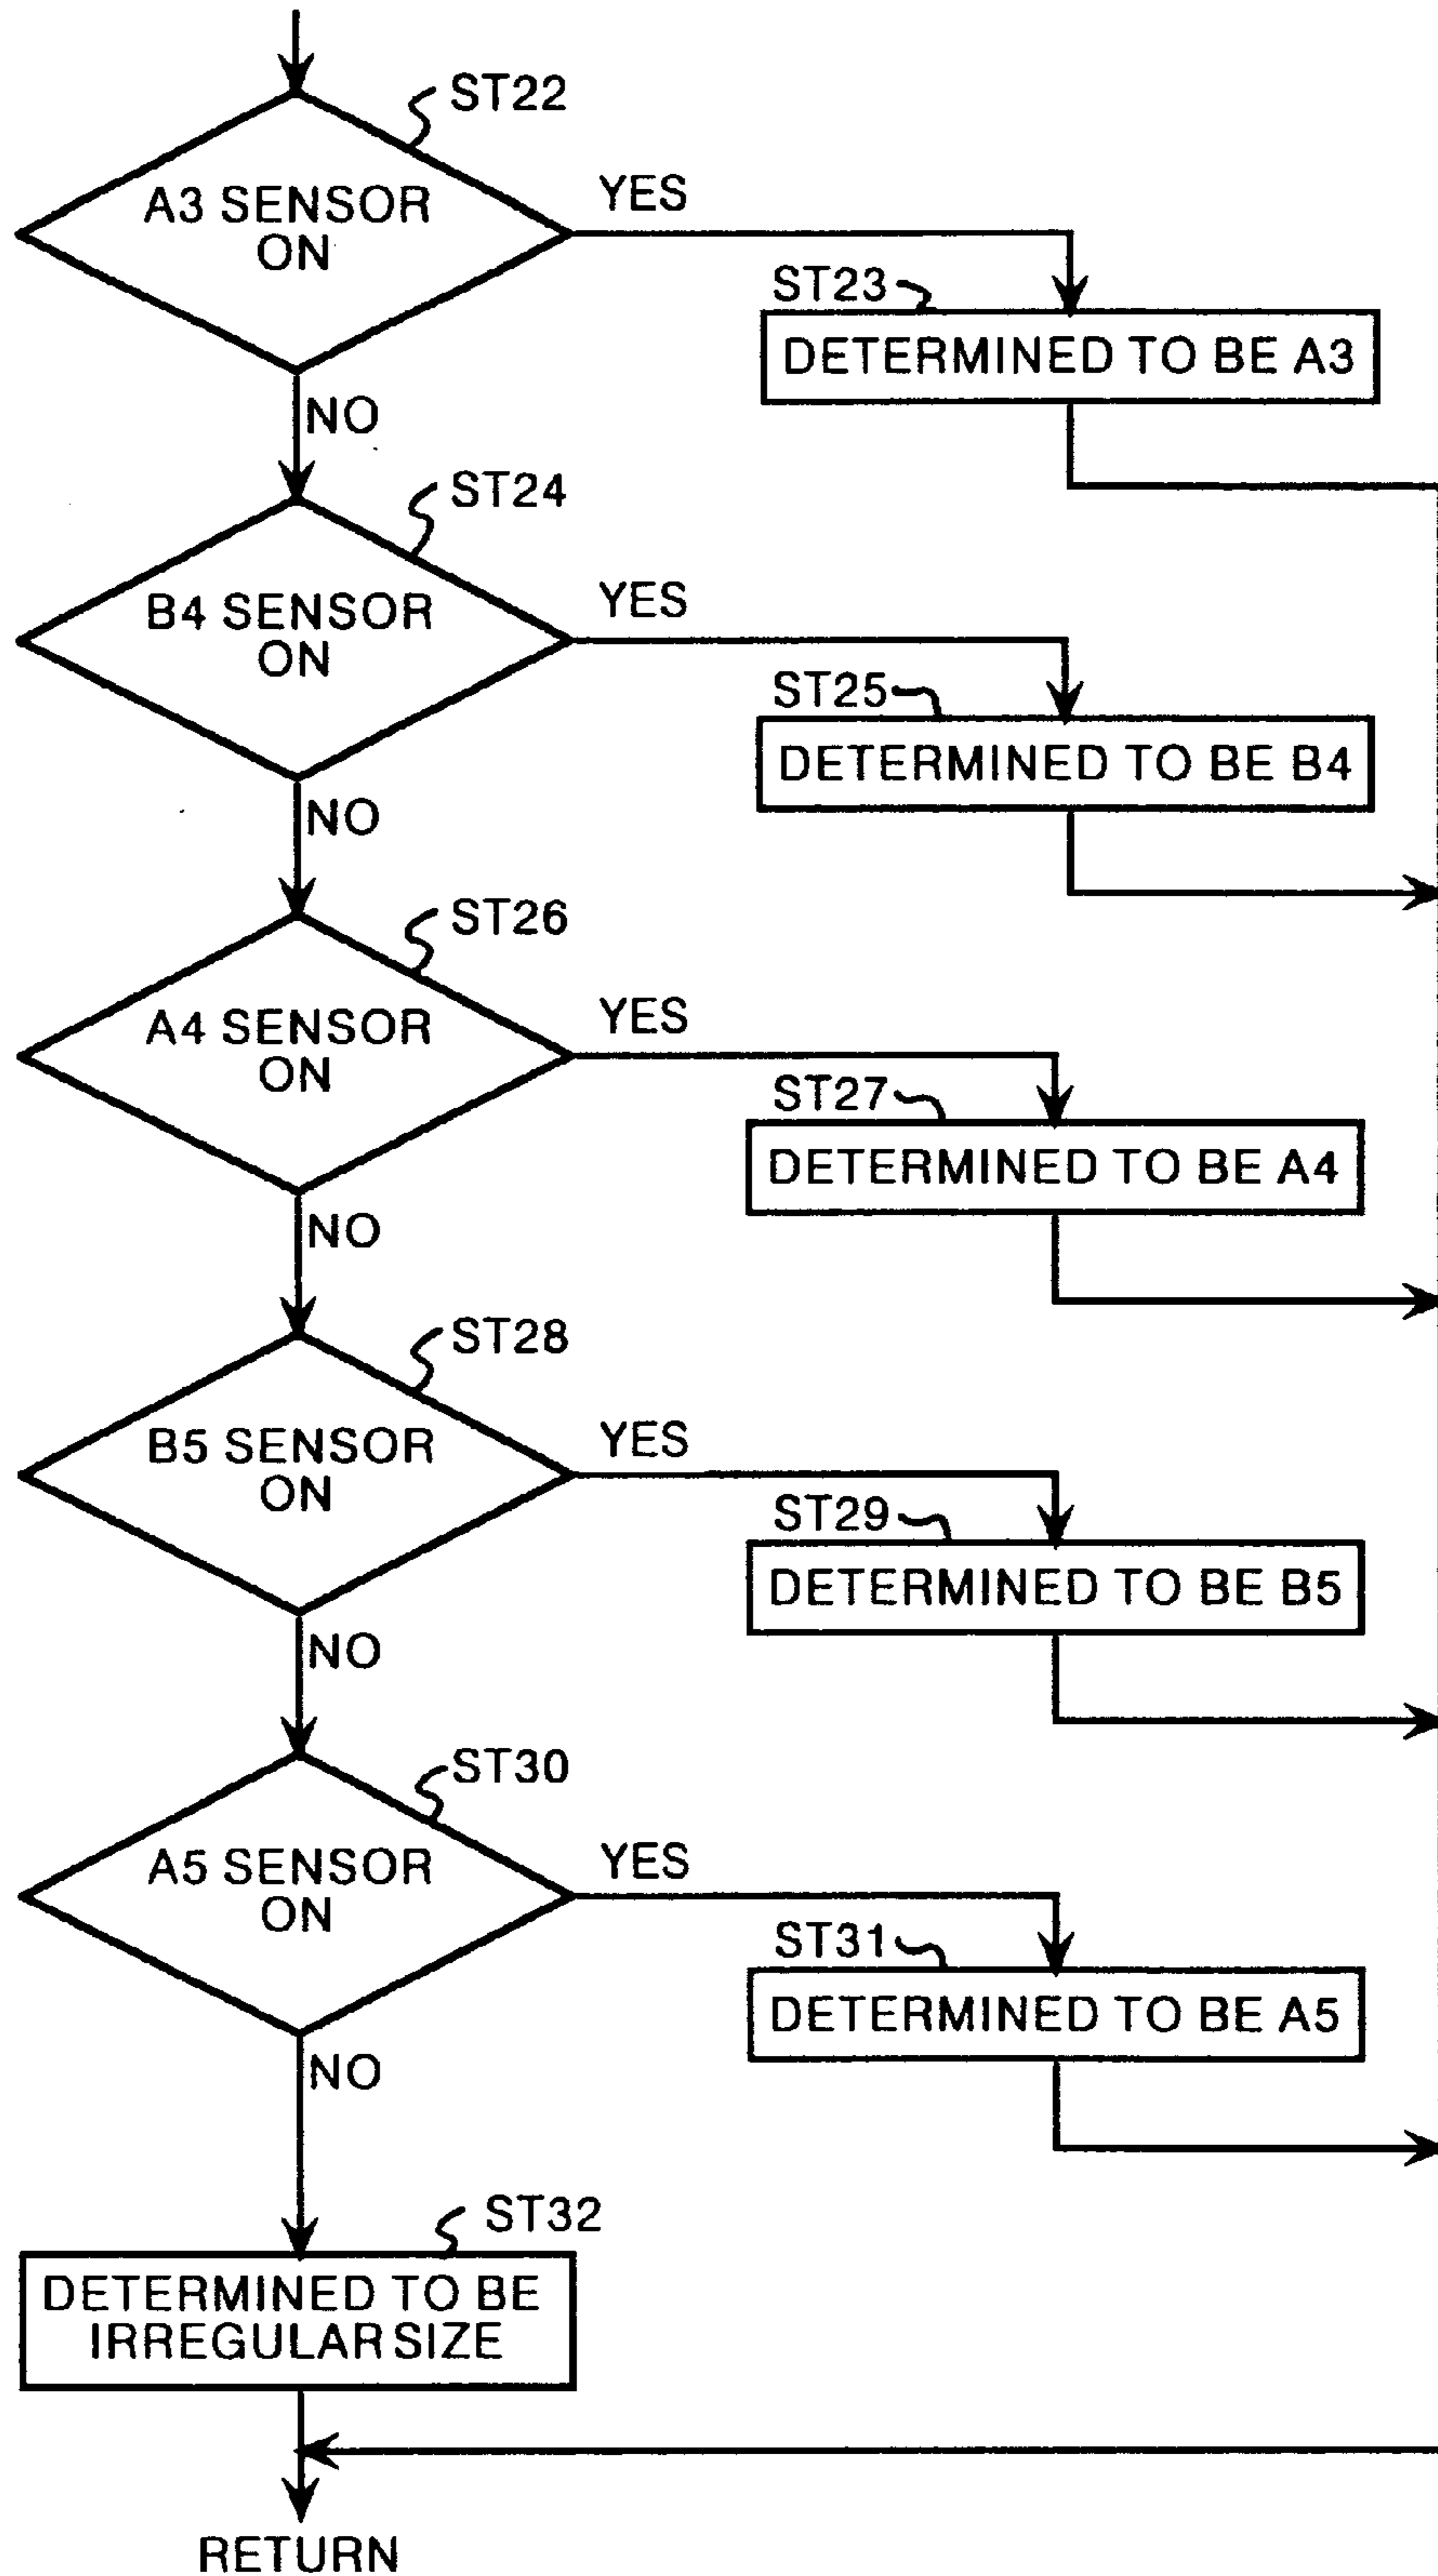 ST22
A3 SENSOR
ON
YES
ST23
DETERMINED TO BE A3
NO
ST24
B4 SENSOR
ON
YES
ST25
DETERMINED TO BE B4
NO
ST26
A4 SENSOR
ON
YES
ST27
DETERMINED TO BE A4
NO
ST28
B5 SENSOR
ON
YES
ST29
DETERMINED TO BE B5
NO
ST30
A5 SENSOR
ON
YES
ST31
DETERMINED TO BE A5
NO
ST32
DETERMINED TO BE
IRREGULAR SIZE
RETURN